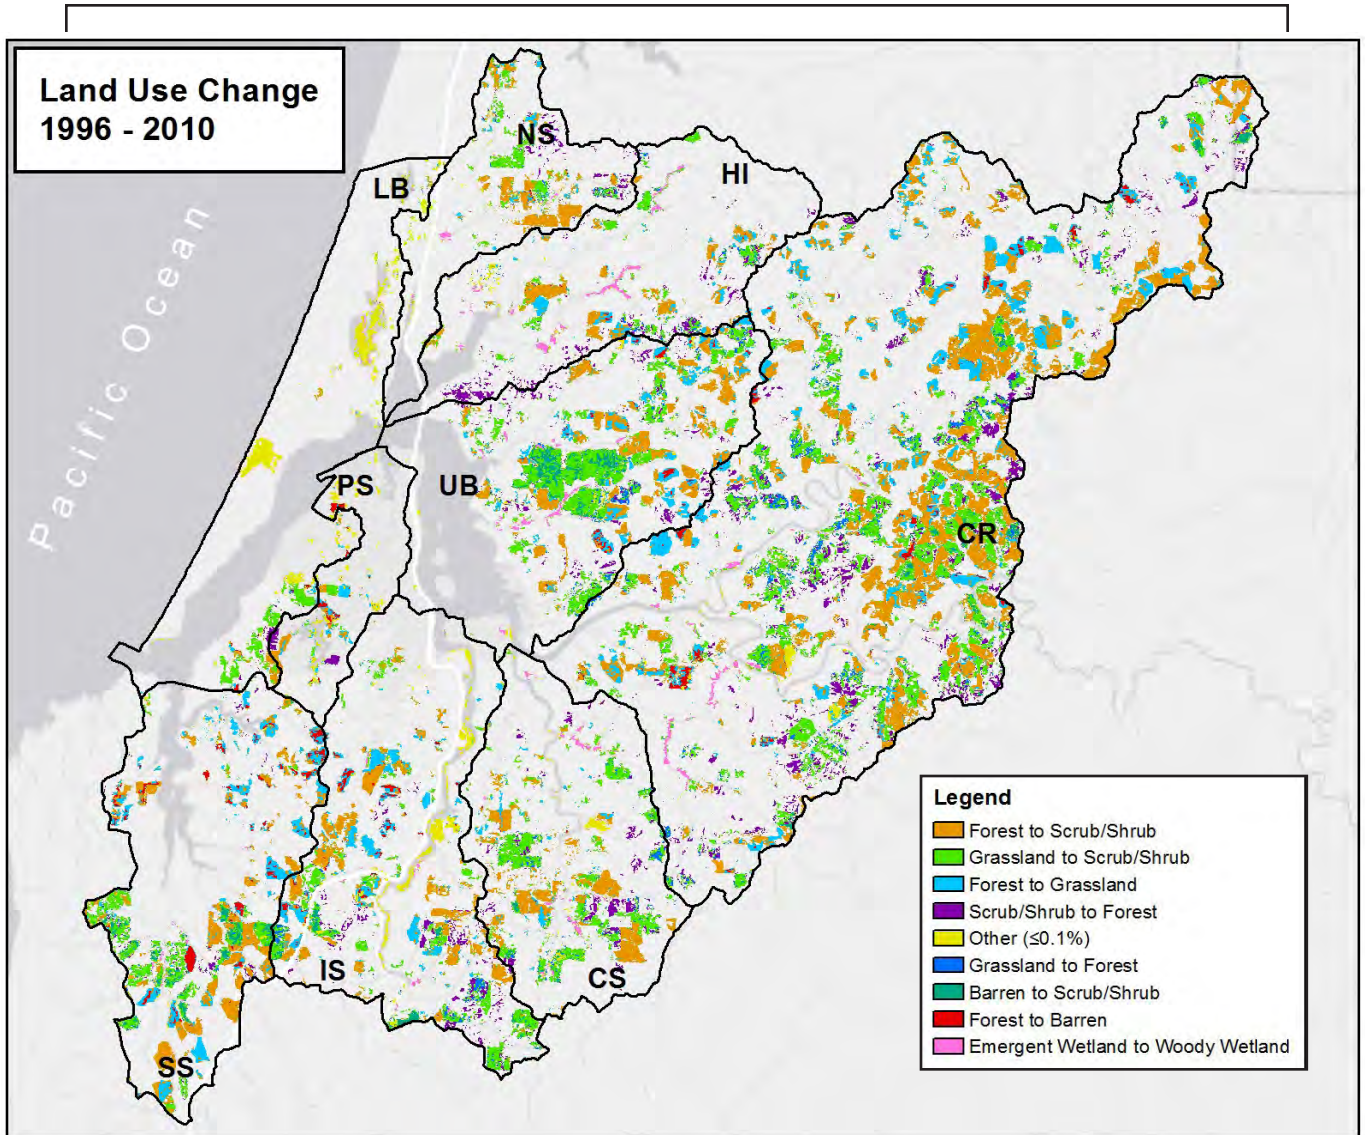 Land Use Change
1996 - 2010
NS
LB
HI
Pacific Ocean
PS
UB
CR
IS
CS
SS
Legend
Forest to Scrub/Shrub
Grassland to Scrub/Shrub
Forest to Grassland
Scrub/Shrub to Forest
Other (≤0.1%)
Grassland to Forest
Barren to Scrub/Shrub
Forest to Barren
Emergent Wetland to Woody Wetland